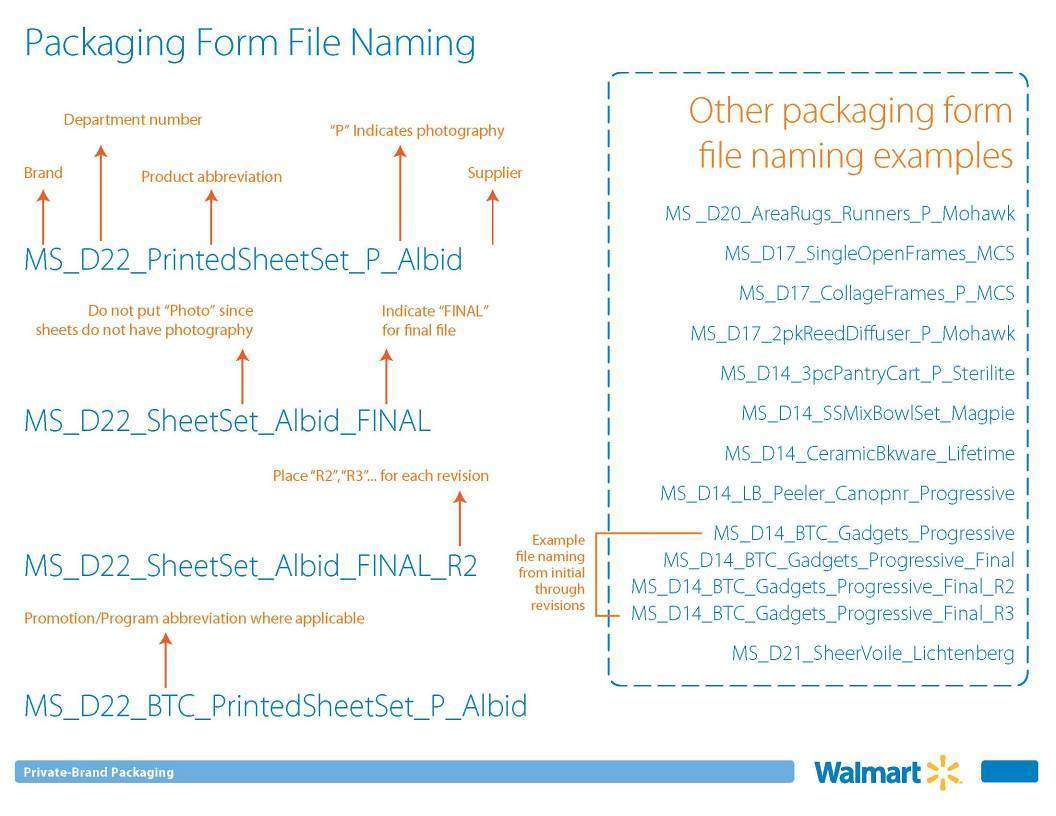 Packaging Form File Naming
Department number
"P" Indicates photography
Brand
Product abbreviation
Supplier
MS_D22_PrintedSheetSet_P_Albid
Do not put "Photo" since
sheets do not have photography
Indicate "FINAL"
for final file
MS_D22_SheetSet_Albid_FINAL
Place "R2","R3"... for each revision
MS_D22_SheetSet_Albid_FINAL_R2
Promotion/Program abbreviation where applicable
MS_D22_BTC_PrintedSheetSet_P_Albid
Other packaging form
file naming examples
MS _D20_AreaRugs_Runners_P_Mohawk
MS_D17_SingleOpenFrames_MCS
MS_D17_CollageFrames_P_MCS
MS_D17_2pkReedDiffuser_P_Mohawk
MS_D14_3pcPantryCart_P_Sterilite
MS_D14_SSMixBowlSet_Magpie
MS_D14_CeramicBkware_Lifetime
MS_D14_LB_Peeler_Canopnr_Progressive
Example
file naming
from initial
through
revisions
MS_D14_BTC_Gadgets_Progressive
MS_D14_BTC_Gadgets_Progressive_Final
MS_D14_BTC_Gadgets_Progressive_Final_R2
MS_D14_BTC_Gadgets_Progressive_Final_R3
MS_D21_SheerVoile_Lichtenberg
Private-Brand Packaging
Walmart